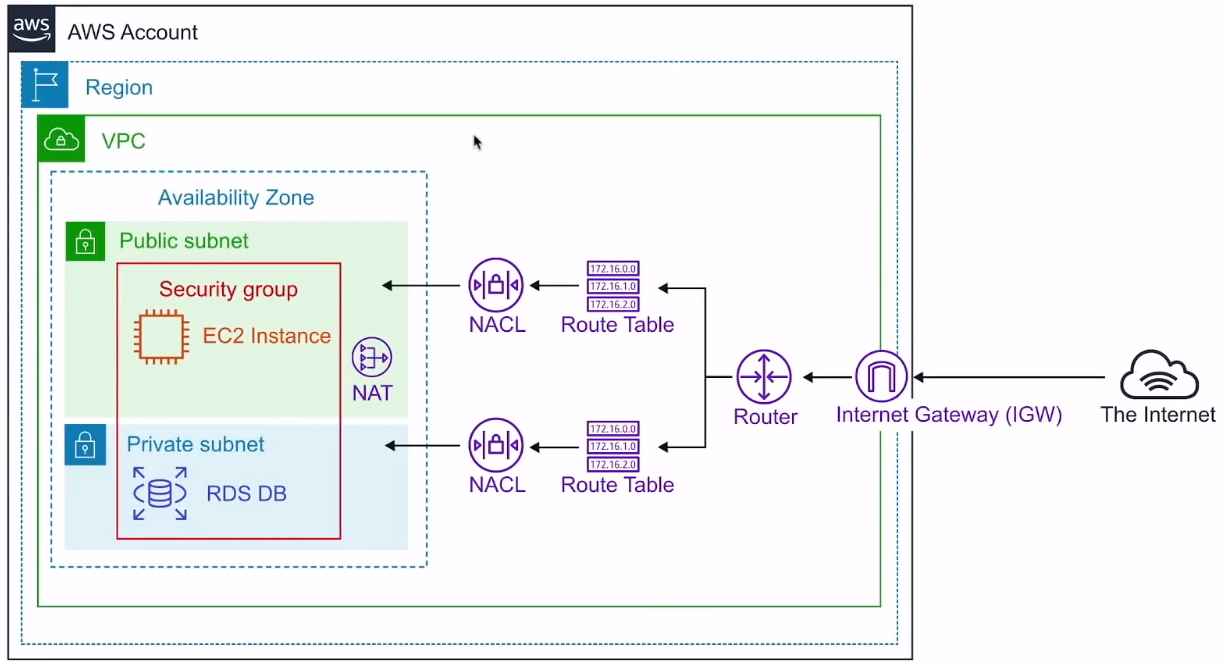 aws
AWS Account
Region
VPC
Availability Zone
Public subnet
Security group
EC2 Instance
NAT
Private subnet
RDS DB
NACL
172.16.0.0
172.16.1.0
172.16.2.0
Route Table
NACL
172.16.0.0
172.16.1.0
172.16.2.0
Route Table
Router
Internet Gateway (IGW)
The Internet